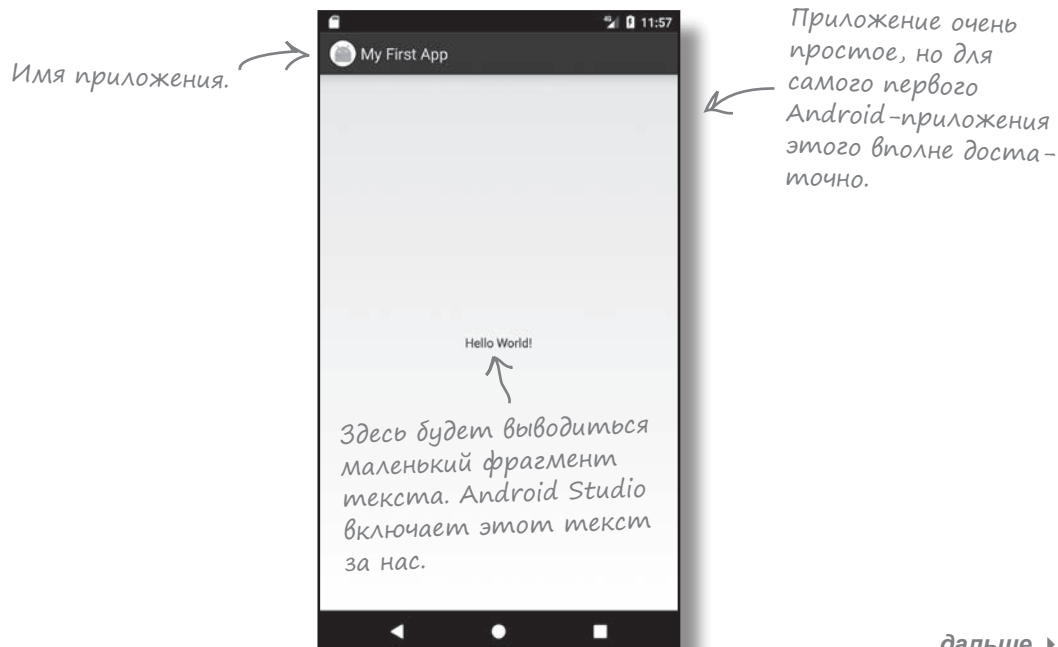 11:57
My First App
Имя приложения.
Приложение очень
простое, но для
самого первого
Android-приложения
этого вполне доста-
точно.
Hello World!
Здесь будет выводиться
маленький фрагмент
текста. Android Studio
включает этот текст
за нас.
дальше